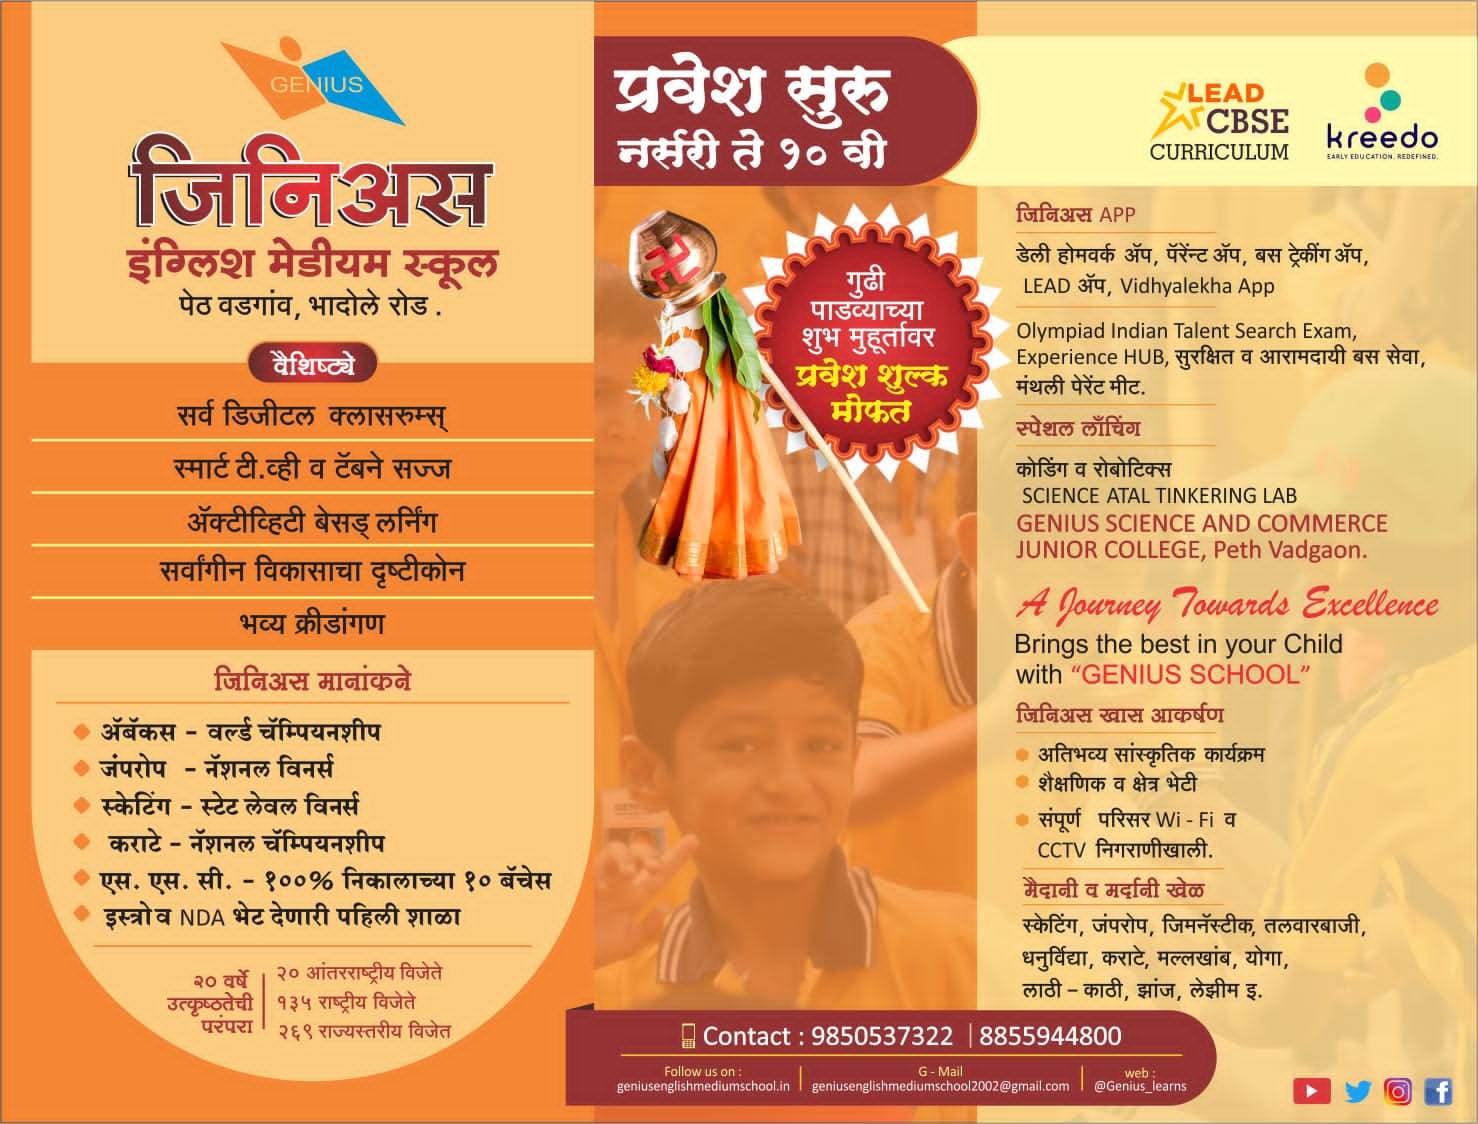 GENIUS
जिनिअस
इंग्लिश मेडीयम स्कूल
पेठ वडगांव, भादोले रोड .
वैशिष्ट्ये
सर्व डिजीटल क्लासरुम्स्
स्मार्ट टी.व्ही व टॅबने सज्ज
ॲक्टीव्हिटी बेसड् लर्निंग
सर्वांगीन विकासाचा दृष्टीकोन
भव्य क्रीडांगण
जिनिअस मानांकने
ॲबॅकस - वर्ल्ड चॅम्पियनशीप
जंपरोप - नॅशनल विनर्स
स्केटिंग - स्टेट लेवल विनर्स
कराटे - नॅशनल चॅम्पियनशीप
एस. एस. सी. - १००% निकालाच्या १० बॅचेस
इस्त्रो व NDA भेट देणारी पहिली शाळा
२० वर्षे
उत्कृष्ठतेची
परंपरा
२० आंतरराष्ट्रीय विजेते
१३५ राष्ट्रीय विजेते
२६९ राज्यस्तरीय विजेत
प्रवेश सुरु
नर्सरी ते १० वी
गुढी
पाडव्याच्या
शुभ मुहूर्तावर
प्रवेश शुल्क
मोफत
LEAD
CBSE
CURRICULUM
kreedo
EARLY EDUCATION. REDEFINED.
जिनिअस APP
डेली होमवर्क ॲप, पॅरेंन्ट ॲप, बस ट्रेकींग ॲप,
LEAD ॲप, Vidhyalekha App
Olympiad Indian Talent Search Exam,
Experience HUB, सुरक्षित व आरामदायी बस सेवा,
मंथली पेरेंट मीट.
स्पेशल लाँचिंग
कोडिंग व रोबोटिक्स
SCIENCE ATAL TINKERING LAB
GENIUS SCIENCE AND COMMERCE
JUNIOR COLLEGE, Peth Vadgaon.
A Journey Towards Excellence
Brings the best in your Child
with “GENIUS SCHOOL”
जिनिअस खास आकर्षण
अतिभव्य सांस्कृतिक कार्यक्रम
शैक्षणिक व क्षेत्र भेटी
संपूर्ण परिसर Wi - Fi व
CCTV निगराणीखाली.
मैदानी व मर्दानी खेळ
स्केटिंग, जंपरोप, जिमनॅस्टीक, तलवारबाजी,
धनुर्विद्या, कराटे, मल्लखांब, योगा,
लाठी – काठी, झांज, लेझीम इ.
Contact : 9850537322 | 8855944800
Follow us on :
geniusenglishmediumschool.in
G - Mail
geniusenglishmediumschool2002@gmail.com
web :
@Genius_learns